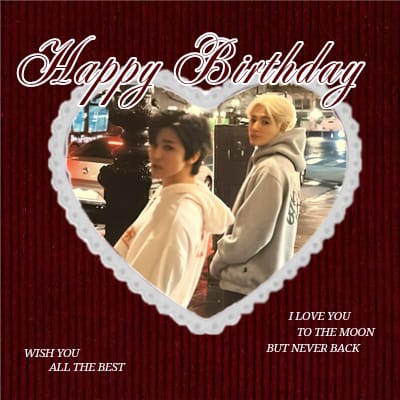 Happy Birthday
I LOVE YOU
TO THE MOON
BUT NEVER BACK
WISH YOU
ALL THE BEST